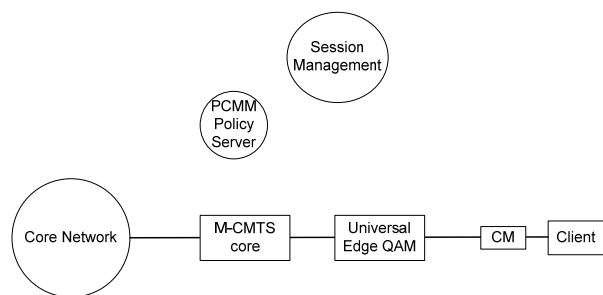 Session
Management
PCMM
Policy
Server
Core Network
M-CMTS
core
Universal
Edge QAM
CM
Client